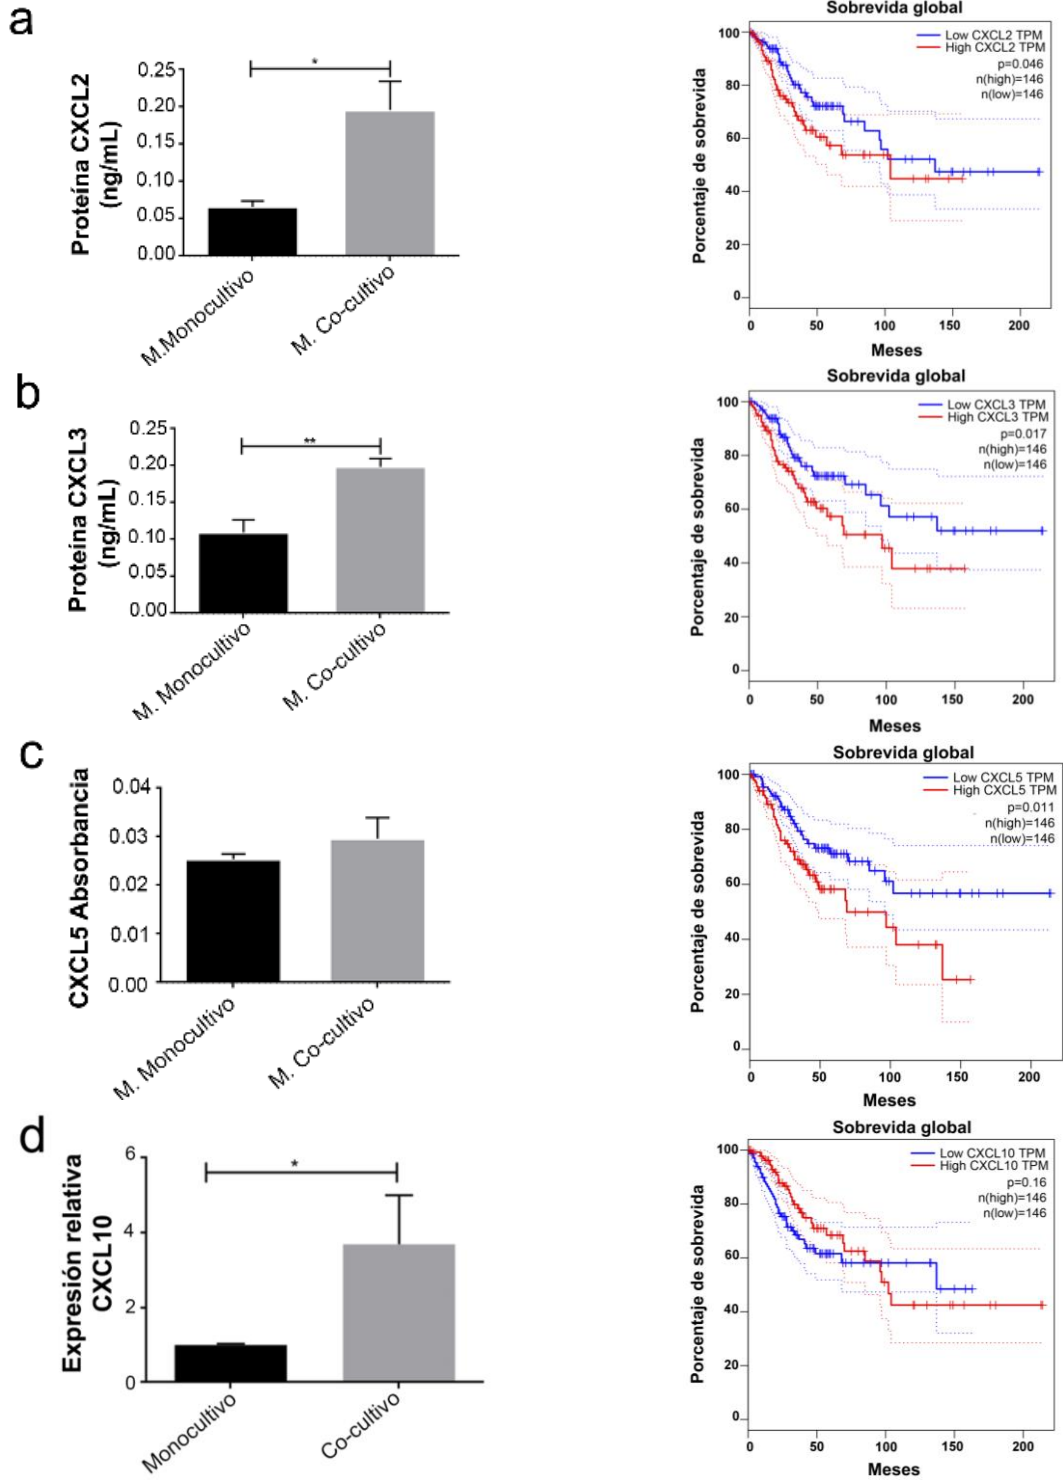 a
Proteína CXCL2
(ng/mL)
0.25
0.20
0.15
0.10
0.05
0.00
*
M.Monocultivo
M. Co-cultivo
Sobrevida global
Porcentaje de sobrevida
100
80
60
40
20
0
Low CXCL2 TPM
High CXCL2 TPM
p=0.046
n(high)=146
n(low)=146
0 50 100 150 200
Meses
b
Proteína CXCL3
(ng/mL)
0.25
0.20
0.15
0.10
0.05
0.00
**
M. Monocultivo
M. Co-cultivo
Sobrevida global
Porcentaje de sobrevida
100
80
60
40
20
0
Low CXCL3 TPM
High CXCL3 TPM
p=0.017
n(high)=146
n(low)=146
0 50 100 150 200
Meses
c
CXCL5 Absorbancia
0.04
0.03
0.02
0.01
0.00
M. Monocultivo
M. Co-cultivo
Sobrevida global
Porcentaje de sobrevida
100
80
60
40
20
0
Low CXCL5 TPM
High CXCL5 TPM
p=0.011
n(high)=146
n(low)=146
0 50 100 150 200
Meses
d
Expresión relativa
CXCL10
6
4
2
0
*
Monocultivo
Co-cultivo
Sobrevida global
Porcentaje de sobrevida
100
80
60
40
20
0
Low CXCL10 TPM
High CXCL10 TPM
p=0.16
n(high)=146
n(low)=146
0 50 100 150 200
Meses